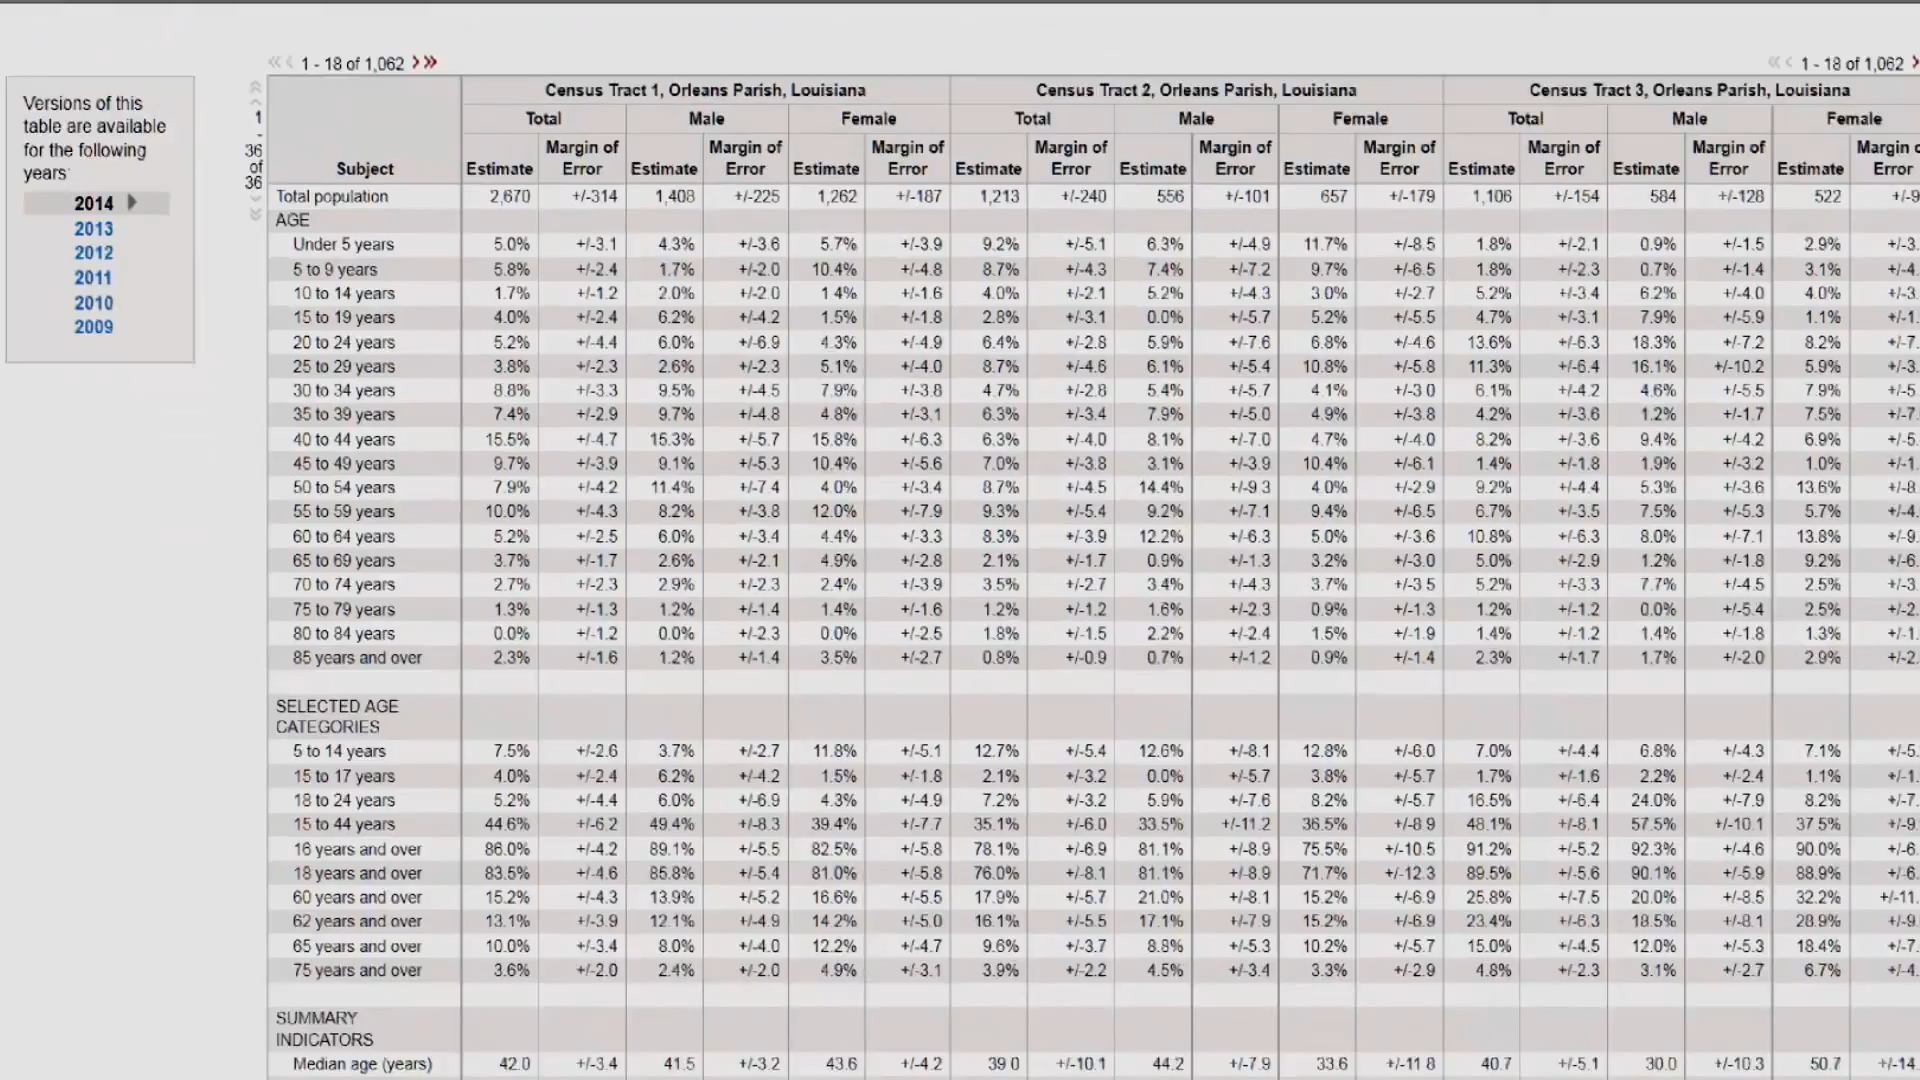 1 - 18 of 1,062
1 - 18 of 1,062
Versions of this
table are available
for the following
years
2014
2013
2012
2011
2010
2009
1
-
36
of
36
Census Tract 1, Orleans Parish, Louisiana Census Tract 2, Orleans Parish, Louisiana Census Tract 3, Orleans Parish, Louisiana
Total Male Female Total Male Female Total Male Female
Subject Estimate Margin of Error Estimate Margin of Error Estimate Margin of Error Estimate Margin of Error Estimate Margin of Error Estimate Margin of Error Estimate Margin of Error Estimate Margin of Error Estimate Error
Total population 2,670 +/-314 1,408 +/-225 1,262 +/-187 1,213 +/-240 556 +/-101 657 +/-179 1,106 +/-154 584 +/-128 522 +/-9
AGE
Under 5 years 5.0% +/-3.1 4.3% +/-3.6 5.7% +/-3.9 9.2% +/-5.1 6.3% +/-4.9 11.7% +/-8.5 1.8% +/-2.1 0.9% +/-1.5 2.9% +/-3.
5 to 9 years 5.8% +/-2.4 1.7% +/-2.0 10.4% +/-4.8 8.7% +/-4.3 7.4% +/-7.2 9.7% +/-6.5 1.8% +/-2.3 0.7% +/-1.4 3.1% +/-4.
10 to 14 years 1.7% +/-1.2 2.0% +/-2.0 1.4% +/-1.6 4.0% +/-2.1 5.2% +/-4.3 3.0% +/-2.7 5.2% +/-3.4 6.2% +/-4.0 4.0% +/-3.
15 to 19 years 4.0% +/-2.4 6.2% +/-4.2 1.5% +/-1.8 2.8% +/-3.1 0.0% +/-5.7 5.2% +/-5.5 4.7% +/-3.1 7.9% +/-5.9 1.1% +/-1.
20 to 24 years 5.2% +/-4.4 6.0% +/-6.9 4.3% +/-4.9 6.4% +/-2.8 5.9% +/-7.6 6.8% +/-4.6 13.6% +/-6.3 18.3% +/-7.2 8.2% +/-7.
25 to 29 years 3.8% +/-2.3 2.6% +/-2.3 5.1% +/-4.0 8.7% +/-4.6 6.1% +/-5.4 10.8% +/-5.8 11.3% +/-6.4 16.1% +/-10.2 5.9% +/-3.
30 to 34 years 8.8% +/-3.3 9.5% +/-4.5 7.9% +/-3.8 4.7% +/-2.8 5.4% +/-5.7 4.1% +/-3.0 6.1% +/-4.2 4.6% +/-5.5 7.9% +/-5.
35 to 39 years 7.4% +/-2.9 9.7% +/-4.8 4.8% +/-3.1 6.3% +/-3.4 7.9% +/-5.0 4.9% +/-3.8 4.2% +/-3.6 1.2% +/-1.7 7.5% +/-7.
40 to 44 years 15.5% +/-4.7 15.3% +/-5.7 15.8% +/-6.3 6.3% +/-4.0 8.1% +/-7.0 4.7% +/-4.0 8.2% +/-3.6 9.4% +/-4.2 6.9% +/-5.
45 to 49 years 9.7% +/-3.9 9.1% +/-5.3 10.4% +/-5.6 7.0% +/-3.8 3.1% +/-3.9 10.4% +/-6.1 1.4% +/-1.8 1.9% +/-3.2 1.0% +/-1.
50 to 54 years 7.9% +/-4.2 11.4% +/-7.4 4.0% +/-3.4 8.7% +/-4.5 14.4% +/-9.3 4.0% +/-2.9 9.2% +/-4.4 5.3% +/-3.6 13.6% +/-8.
55 to 59 years 10.0% +/-4.3 8.2% +/-3.8 12.0% +/-7.9 9.3% +/-5.4 9.2% +/-7.1 9.4% +/-6.5 6.7% +/-3.5 7.5% +/-5.3 5.7% +/-4.
60 to 64 years 5.2% +/-2.5 6.0% +/-3.4 4.4% +/-3.3 8.3% +/-3.9 12.2% +/-6.3 5.0% +/-3.6 10.8% +/-6.3 8.0% +/-7.1 13.8% +/-9.
65 to 69 years 3.7% +/-1.7 2.6% +/-2.1 4.9% +/-2.8 2.1% +/-1.7 0.9% +/-1.3 3.2% +/-3.0 5.0% +/-2.9 1.2% +/-1.8 9.2% +/-6.
70 to 74 years 2.7% +/-2.3 2.9% +/-2.3 2.4% +/-3.9 3.5% +/-2.7 3.4% +/-4.3 3.7% +/-3.5 5.2% +/-3.3 7.7% +/-4.5 2.5% +/-3.
75 to 79 years 1.3% +/-1.3 1.2% +/-1.4 1.4% +/-1.6 1.2% +/-1.2 1.6% +/-2.3 0.9% +/-1.3 1.2% +/-1.2 0.0% +/-5.4 2.5% +/-2.
80 to 84 years 0.0% +/-1.2 0.0% +/-2.3 0.0% +/-2.5 1.8% +/-1.5 2.2% +/-2.4 1.5% +/-1.9 1.4% +/-1.2 1.4% +/-1.8 1.3% +/-1.
85 years and over 2.3% +/-1.6 1.2% +/-1.4 3.5% +/-2.7 0.8% +/-0.9 0.7% +/-1.2 0.9% +/-1.4 2.3% +/-1.7 1.7% +/-2.0 2.9% +/-2.
SELECTED AGE
CATEGORIES
5 to 14 years 7.5% +/-2.6 3.7% +/-2.7 11.8% +/-5.1 12.7% +/-5.4 12.6% +/-8.1 12.8% +/-6.0 7.0% +/-4.4 6.8% +/-4.3 7.1% +/-5.
15 to 17 years 4.0% +/-2.4 6.2% +/-4.2 1.5% +/-1.8 2.1% +/-3.2 0.0% +/-5.7 3.8% +/-5.7 1.7% +/-1.6 2.2% +/-2.4 1.1% +/-1.
18 to 24 years 5.2% +/-4.4 6.0% +/-6.9 4.3% +/-4.9 7.2% +/-3.2 5.9% +/-7.6 8.2% +/-5.7 16.5% +/-6.4 24.0% +/-7.9 8.2% +/-7.
15 to 44 years 44.6% +/-6.2 49.4% +/-8.3 39.4% +/-7.7 35.1% +/-6.0 33.5% +/-11.2 36.5% +/-8.9 48.1% +/-8.1 57.5% +/-10.1 37.5% +/-9.
16 years and over 86.0% +/-4.2 89.1% +/-5.5 82.5% +/-5.8 78.1% +/-6.9 81.1% +/-8.9 75.5% +/-10.5 91.2% +/-5.2 92.3% +/-4.6 90.0% +/-6.
18 years and over 83.5% +/-4.6 85.8% +/-5.4 81.0% +/-5.8 76.0% +/-8.1 81.1% +/-8.9 71.7% +/-12.3 89.5% +/-5.6 90.1% +/-5.9 88.9% +/-6.
60 years and over 15.2% +/-4.3 13.9% +/-5.2 16.6% +/-5.5 17.9% +/-5.7 21.0% +/-8.1 15.2% +/-6.9 25.8% +/-7.5 20.0% +/-8.5 32.2% +/-11.
62 years and over 13.1% +/-3.9 12.1% +/-4.9 14.2% +/-5.0 16.1% +/-5.5 17.1% +/-7.9 15.2% +/-6.9 23.4% +/-6.3 18.5% +/-8.1 28.9% +/-9.
65 years and over 10.0% +/-3.4 8.0% +/-4.0 12.2% +/-4.7 9.6% +/-3.7 8.8% +/-5.3 10.2% +/-5.7 15.0% +/-4.5 12.0% +/-5.3 18.4% +/-7.
75 years and over 3.6% +/-2.0 2.4% +/-2.0 4.9% +/-3.1 3.9% +/-2.2 4.5% +/-3.4 3.3% +/-2.9 4.8% +/-2.3 3.1% +/-2.7 6.7% +/-4.
SUMMARY
INDICATORS
Median age (years) 42.0 +/-3.4 41.5 +/-3.2 43.6 +/-4.2 39.0 +/-10.1 44.2 +/-7.9 33.6 +/-11.8 40.7 +/-5.1 30.0 +/-10.3 50.7 +/-14.